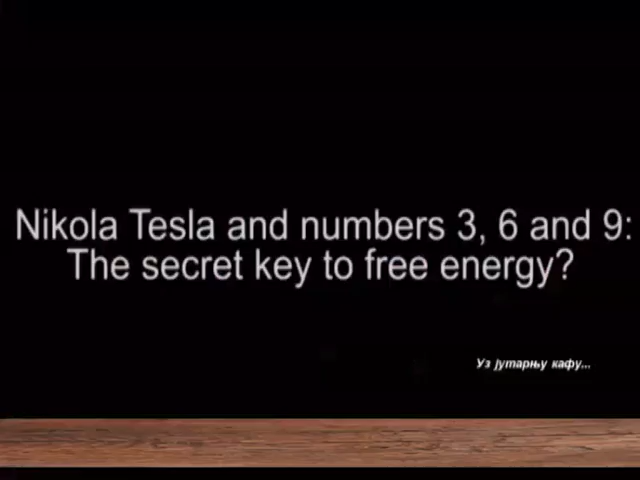 Nikola Tesla and numbers 3, 6 and 9:
The secret key to free energy?
Уз јутарњу кафу...